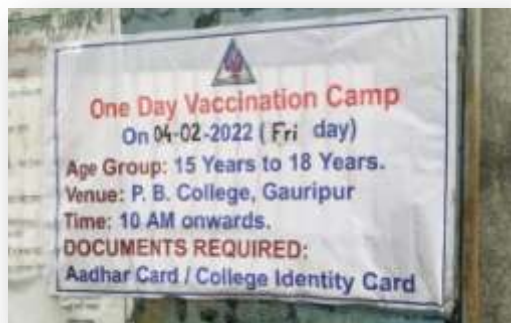 One Day Vaccination Camp
On 04-02-2022 (Fri day)
Age Group: 15 Years to 18 Years.
Venue: P. B. College, Gauripur
Time: 10 AM onwards.
DOCUMENTS REQUIRED:
Aadhar Card / College Identity Card